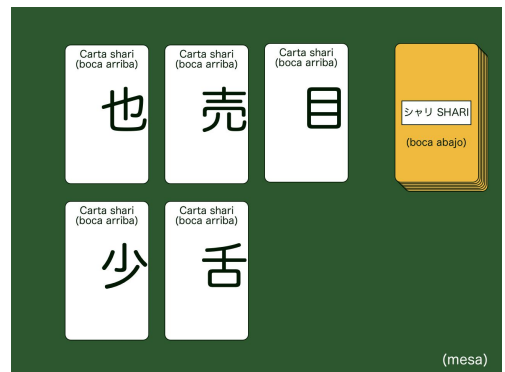 Carta shari
(boca arriba)
也
Carta shari
(boca arriba)
売
Carta shari
(boca arriba)
目
シャリ SHARI
(boca abajo)
Carta shari
(boca arriba)
少
Carta shari
(boca arriba)
舌
(mesa)